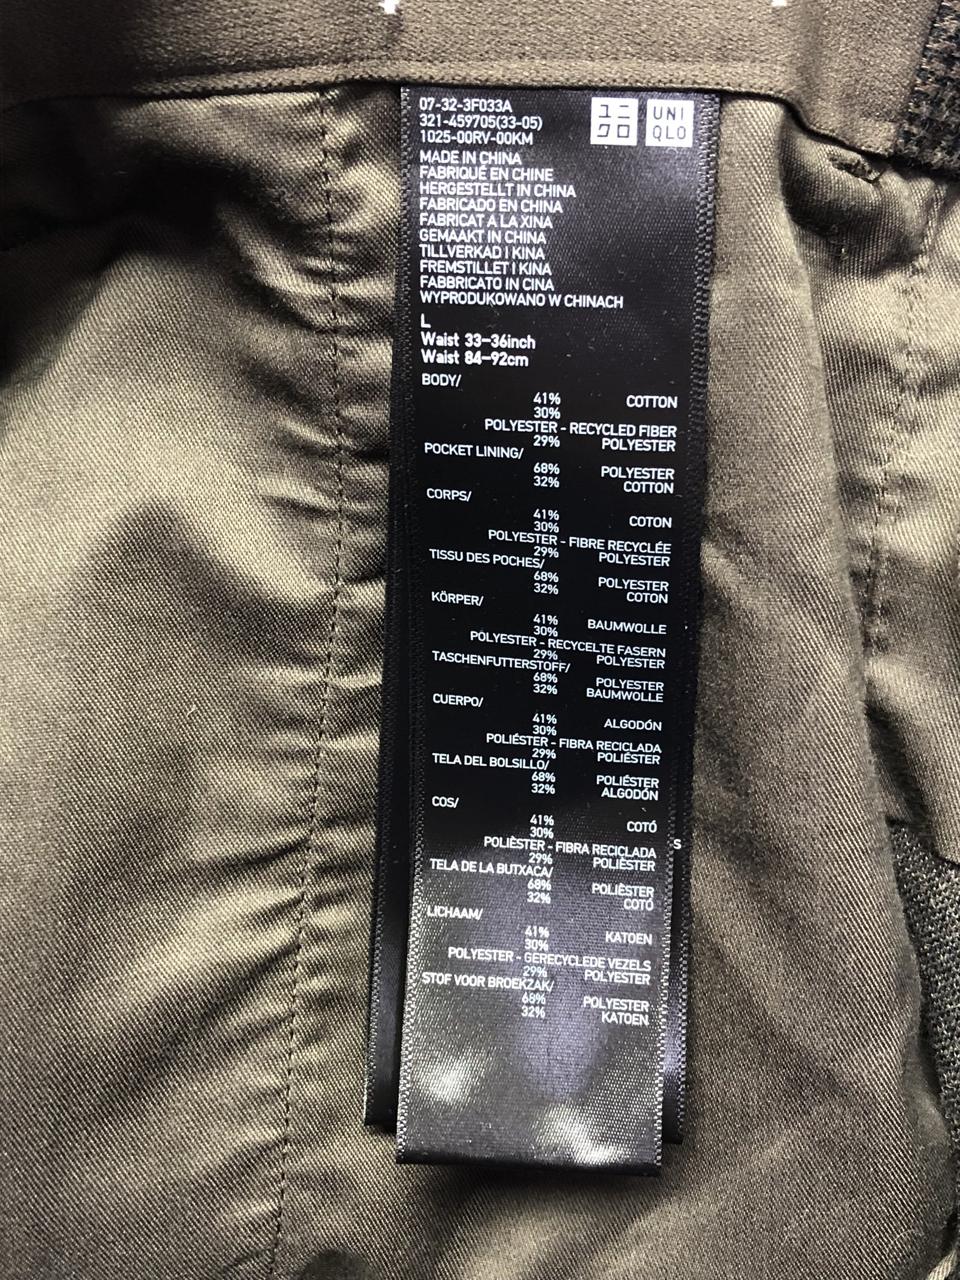 07-32-3F033A
321-459705(33-05)
1025-00RV-00KM
ユニ
クロ
UNI
QLO
MADE IN CHINA
FABRIQUÉ EN CHINE
HERGESTELLT IN CHINA
FABRICADO EN CHINA
FABRICAT A LA XINA
GEMAAKT IN CHINA
TILLVERKAD I KINA
FREMSTILLET I KINA
FABBRICATO IN CINA
WYPRODUKOWANO W CHINACH
L
Waist 33–36inch
Waist 84–92cm
BODY/
41% COTTON
30%
POLYESTER - RECYCLED FIBER
29% POLYESTER
POCKET LINING/
68% POLYESTER
32% COTTON
CORPS/
41% COTON
30%
POLYESTER - FIBRE RECYCLÉE
29% POLYESTER
TISSU DES POCHES/
68% POLYESTER
32% COTON
KÖRPER/
41% BAUMWOLLE
30%
POLYESTER - RECYCELTE FASERN
29% POLYESTER
TASCHENFUTTERSTOFF/
68% POLYESTER
32% BAUMWOLLE
CUERPO/
41% ALGODÓN
30%
POLIÉSTER - FIBRA RECICLADA
29% POLIÉSTER
TELA DEL BOLSILLO/
68% POLIÉSTER
32% ALGODÓN
COS/
41% COTÓ
30%
POLIÈSTER - FIBRA RECICLADA
29% POLIÈSTER
TELA DE LA BUTXACA/
68% POLIÈSTER
32% COTÓ
LICHAAM/
41% KATOEN
30%
POLYESTER - GERECYCLEDE VEZELS
29% POLYESTER
STOF VOOR BROEKZAK/
68% POLYESTER
32% KATOEN
S